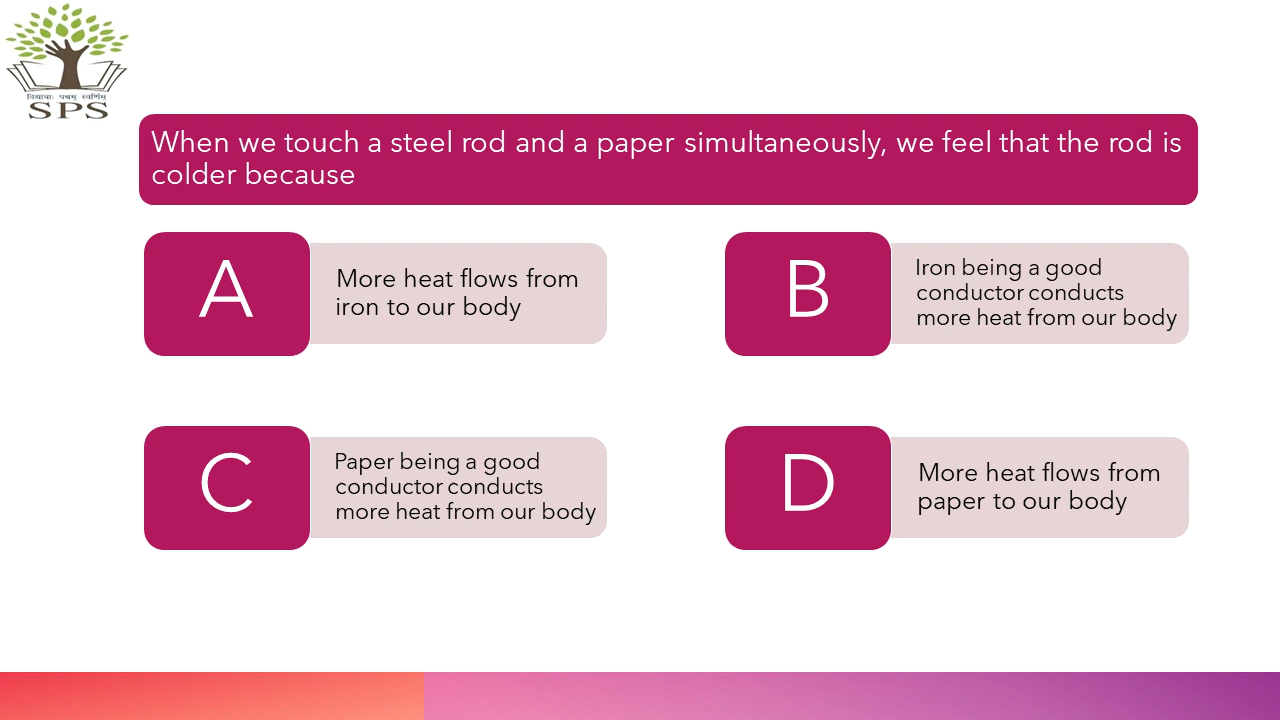 SPS
When we touch a steel rod and a paper simultaneously, we feel that the rod is
colder because
A
More heat flows from
iron to our body
B
Iron being a good
conductor conducts
more heat from our body
C
Paper being a good
conductor conducts
more heat from our body
D
More heat flows from
paper to our body